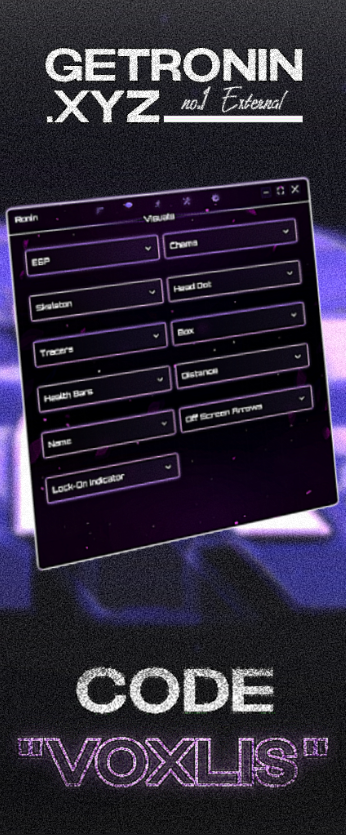 GETRONIN
.XYZ no.1 External
Ronin
Visuals
EEP Chams
Skeleton Head Dot
Tracers Box
Health Bars Distance
Name Off Screen Arrows
Lock-On Indicator
CODE
"VOXLIS"